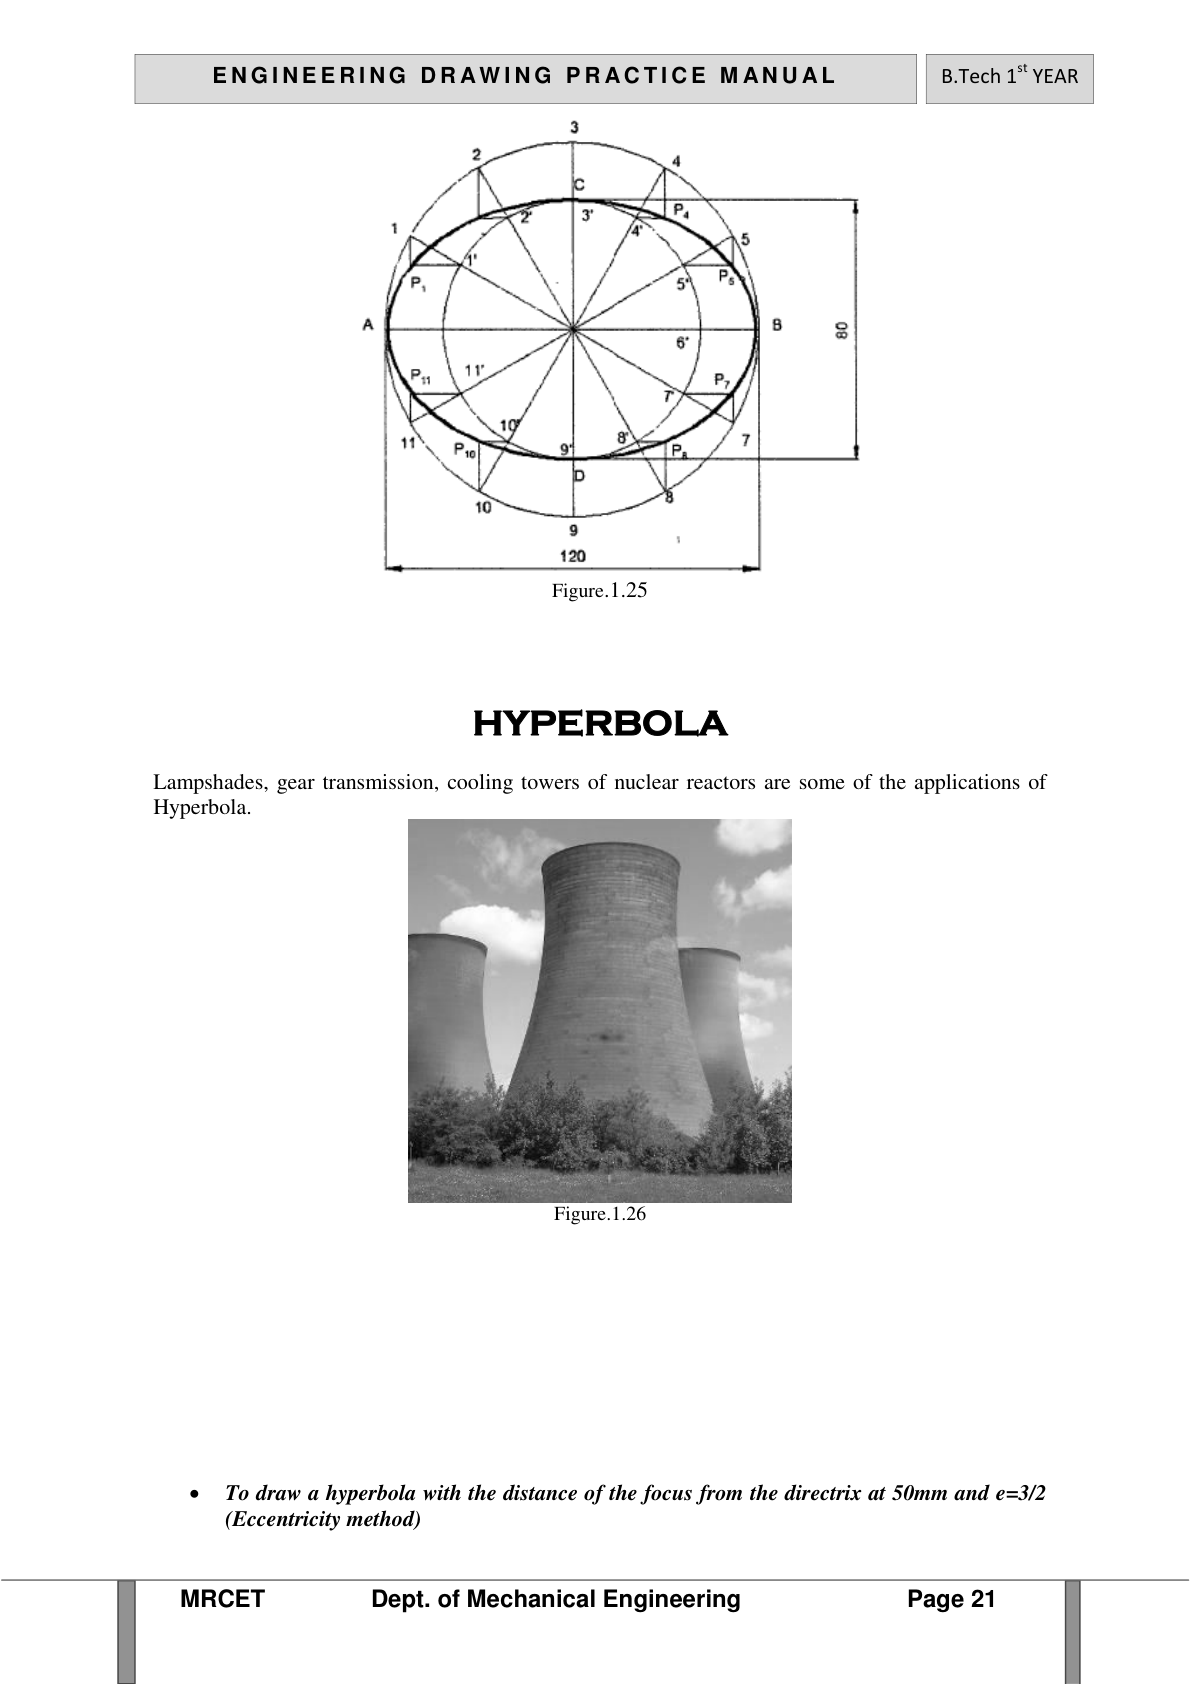 ENGINEERING DRAWING PRACTICE MANUAL
B.Tech 1st YEAR
3
2
4
C
P4
2'
3'
4'
1
5
1'
5'
P5
P1
A
B
6'
80
P11
11'
P7
7'
10'
8'
11
P10
9'
P8
7
D
10
8
9
120
Figure.1.25
HYPERBOLA
Lampshades, gear transmission, cooling towers of nuclear reactors are some of the applications of
Hyperbola.
Figure.1.26
• To draw a hyperbola with the distance of the focus from the directrix at 50mm and e=3/2
(Eccentricity method)
MRCET Dept. of Mechanical Engineering Page 21